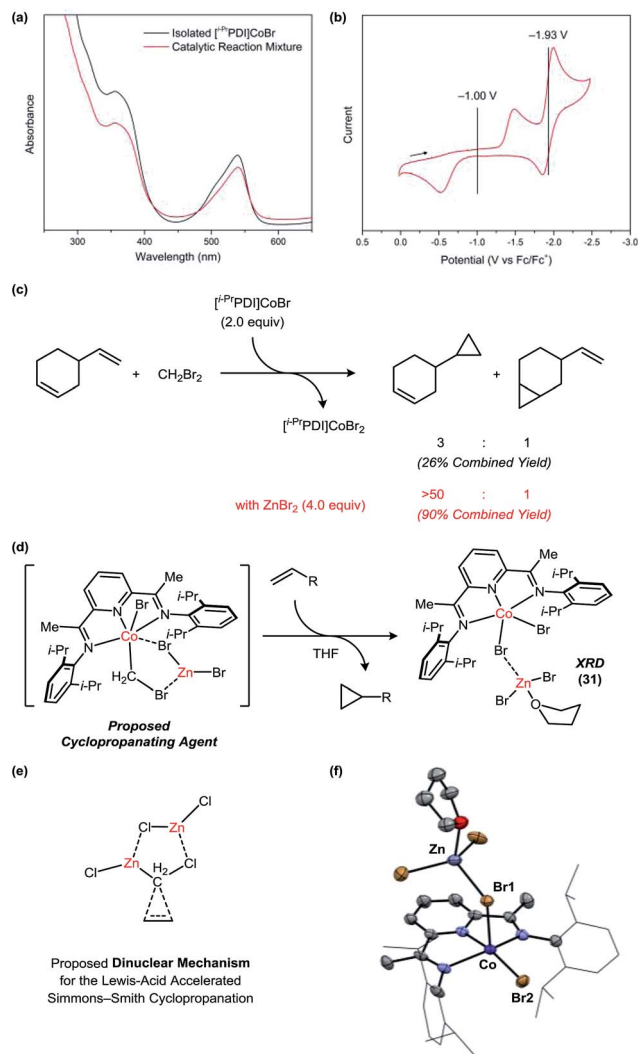 (a)
Isolated [i-PrPDI]CoBr
Catalytic Reaction Mixture
Absorbance
300
400
500
600
Wavelength (nm)
(b)
−1.93 V
−1.00 V
Current
0.5
0.0
-0.5
-1.0
-1.5
-2.0
-2.5
-3.0
Potential (V vs Fc/Fc+)
(c)
[i-PrPDI]CoBr
(2.0 equiv)
+
CH2Br2
[i-PrPDI]CoBr2
+
3 : 1
(26% Combined Yield)
with ZnBr2 (4.0 equiv)
>50 : 1
(90% Combined Yield)
(d)
Me
N
Br
i-Pr
N
Me
Co
i-Pr
N
Br
Br
i-Pr
H2C
Zn
Br
i-Pr
Proposed
Cyclopropanating Agent
R
THF
R
Me
N
i-Pr
N
Me
Co
Br
i-Pr
N
i-Pr
Br
i-Pr
Zn
Br
Br
O
XRD
(31)
(e)
Cl
Cl
Zn
Zn
Cl
Cl
H2
C
Proposed Dinuclear Mechanism
for the Lewis-Acid Accelerated
Simmons–Smith Cyclopropanation
(f)
Zn
Br1
Co
Br2